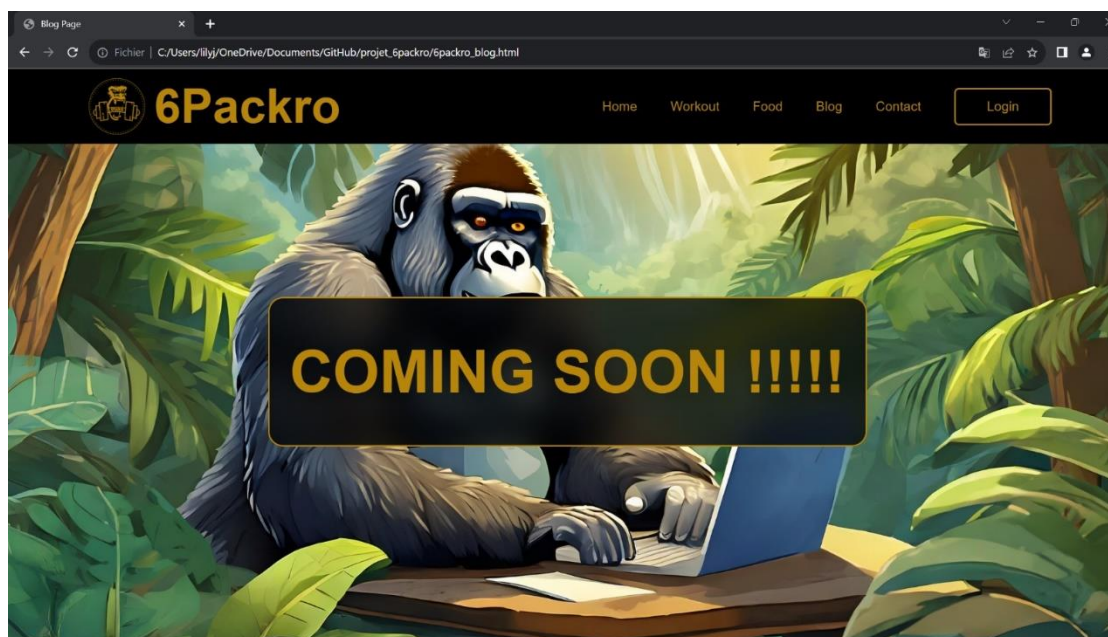 Blog Page
Fichier | C:/Users/lilyj/OneDrive/Documents/GitHub/projet_6packro/6packro_blog.html
6Packro
Home Workout Food Blog Contact Login
COMING SOON !!!!!